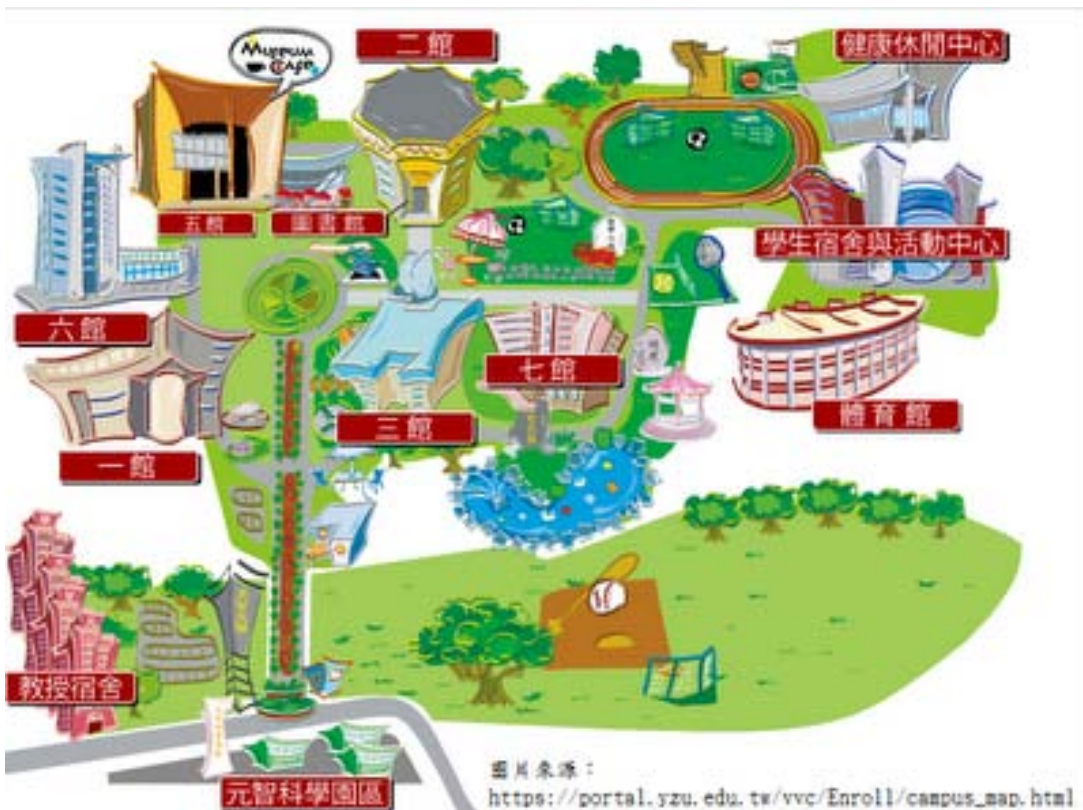 Museum
Cafe
二館
健康休閒中心
五館
圖書館
學生宿舍與活動中心
六館
七館
三館
體育館
一館
教授宿舍
元智科學園區
圖片來源：
https://portal.yzu.edu.tw/vvc/Enroll/campus_map.html